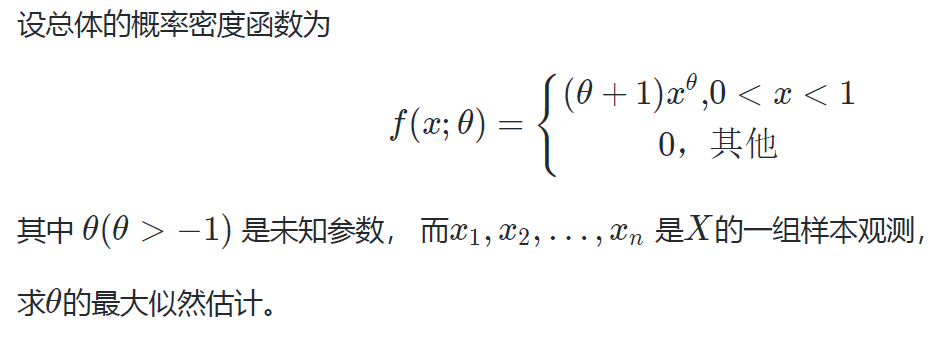 设总体的概率密度函数为
f(x; θ) = { (θ + 1)x^θ ,0 < x < 1
0，其他
其中 θ(θ > −1) 是未知参数， 而x₁, x₂, . . . , xₙ 是X的一组样本观测，
求θ的最大似然估计。